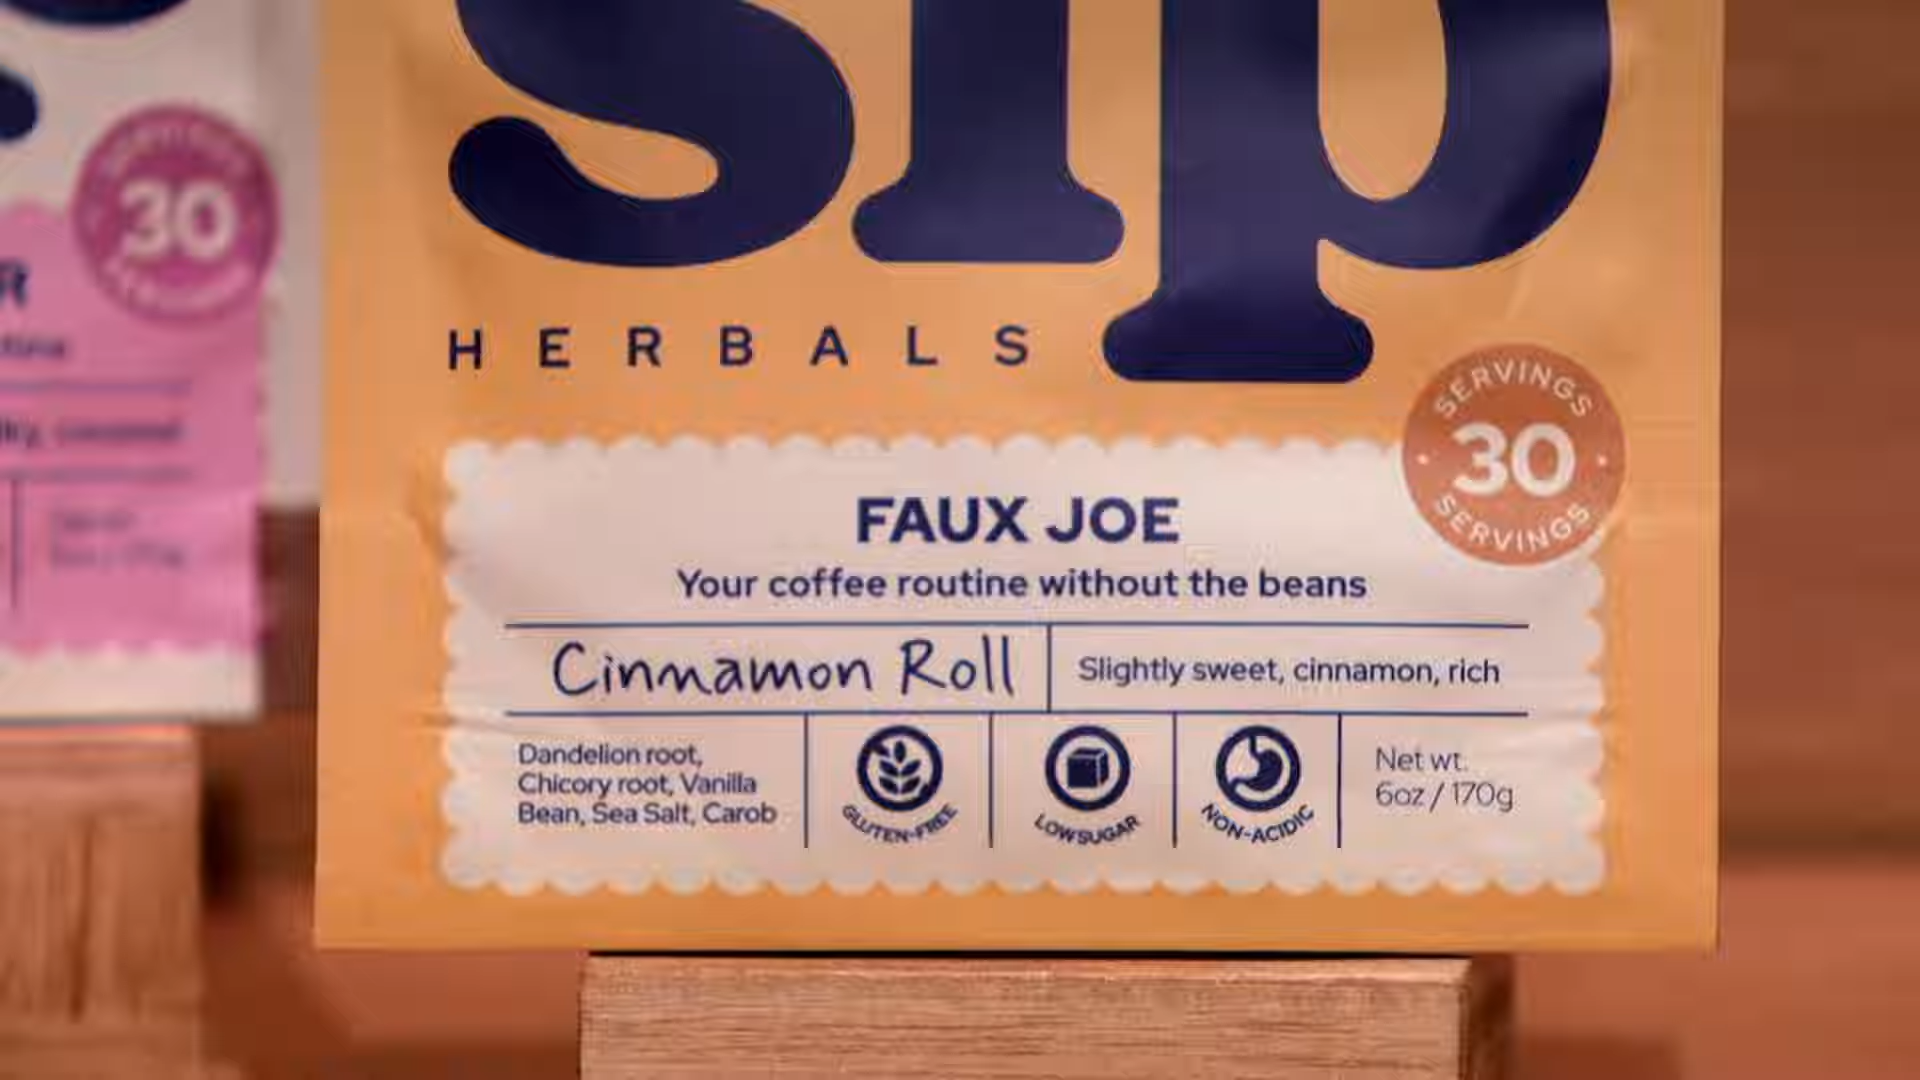 sip
HERBALS
SERVINGS
30
SERVINGS
FAUX JOE
Your coffee routine without the beans
Cinnamon Roll
Slightly sweet, cinnamon, rich
Dandelion root,
Chicory root, Vanilla
Bean, Sea Salt, Carob
GLUTEN-FREE
LOW SUGAR
NON-ACIDIC
Net wt.
6oz / 170g
30
R